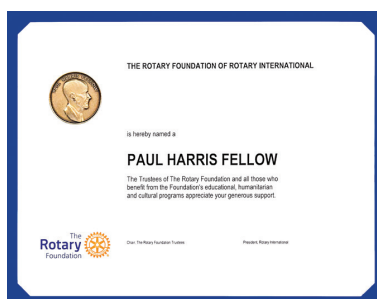 THE ROTARY FOUNDATION OF ROTARY INTERNATIONAL
is hereby named a
PAUL HARRIS FELLOW
The Trustees of The Rotary Foundation and all those who
benefit from the Foundation's educational, humanitarian
and cultural programs appreciate your generous support.
The
Rotary
Foundation
Chair, The Rotary Foundation Trustees
President, Rotary International